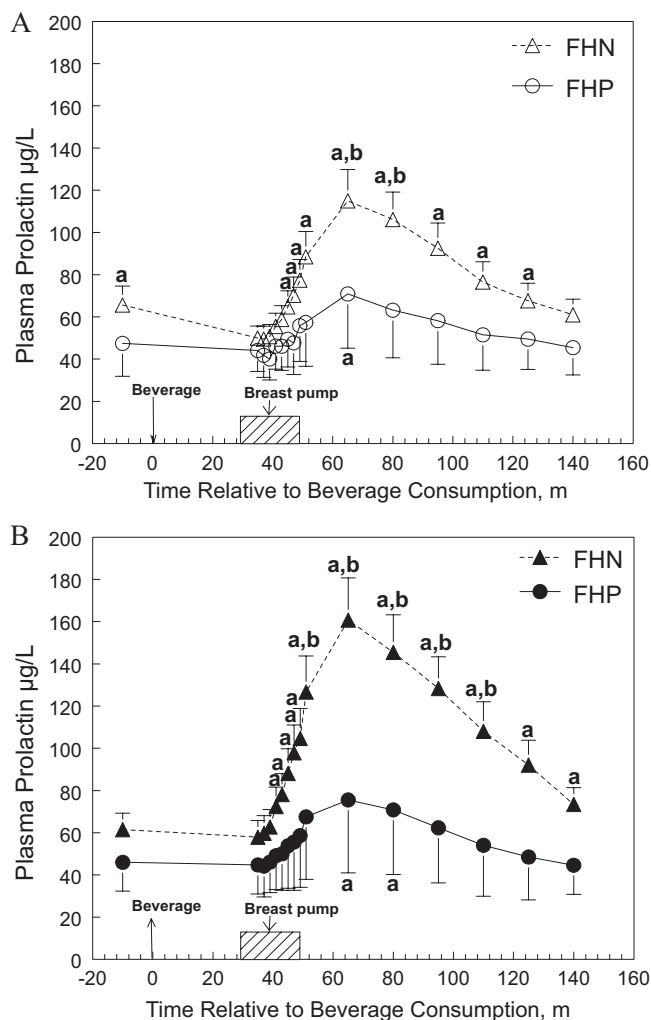 A
FHN
FHP
Plasma Prolactin µg/L
200
180
160
140
120
100
80
60
40
20
0
a
a
a
a
a
a
a,b
a,b
a
a
a
a
Beverage
Breast pump
-20 0 20 40 60 80 100 120 140 160
Time Relative to Beverage Consumption, m
B
FHN
FHP
Plasma Prolactin µg/L
200
180
160
140
120
100
80
60
40
20
0
a
a
a
a
a
a,b
a,b
a,b
a,b
a,b
a
a
a
a
Beverage
Breast pump
-20 0 20 40 60 80 100 120 140 160
Time Relative to Beverage Consumption, m